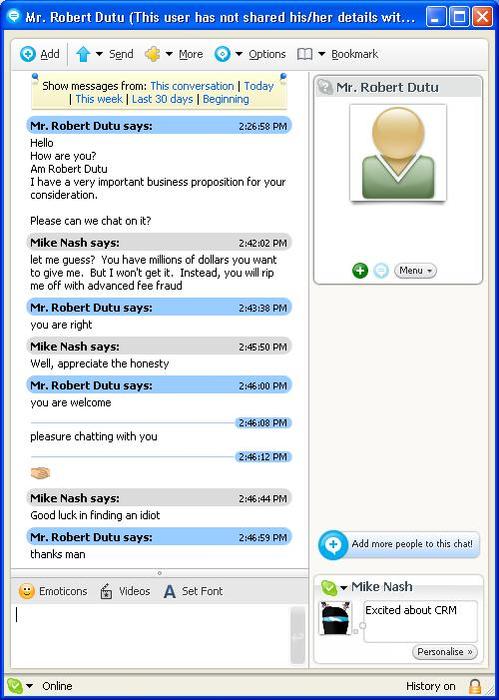 Mr. Robert Dutu (This user has not shared his/her details wit...
Add Send More Options Bookmark
Show messages from: This conversation | Today
| This week | Last 30 days | Beginning
Mr. Robert Dutu says: 2:26:58 PM
Hello
How are you?
Am Robert Dutu
I have a very important business proposition for your
consideration.
Please can we chat on it?
Mike Nash says: 2:42:02 PM
let me guess? You have millions of dollars you want
to give me. But I won't get it. Instead, you will rip
me off with advanced fee fraud
Mr. Robert Dutu says: 2:43:38 PM
you are right
Mike Nash says: 2:45:50 PM
Well, appreciate the honesty
Mr. Robert Dutu says: 2:46:00 PM
you are welcome
2:46:08 PM
pleasure chatting with you
2:46:12 PM
Mike Nash says: 2:46:44 PM
Good luck in finding an idiot
Mr. Robert Dutu says: 2:46:59 PM
thanks man
Emoticons Videos Set Font
Mr. Robert Dutu
Menu
Add more people to this chat!
Mike Nash
Excited about CRM
Personalise »
Online
History on